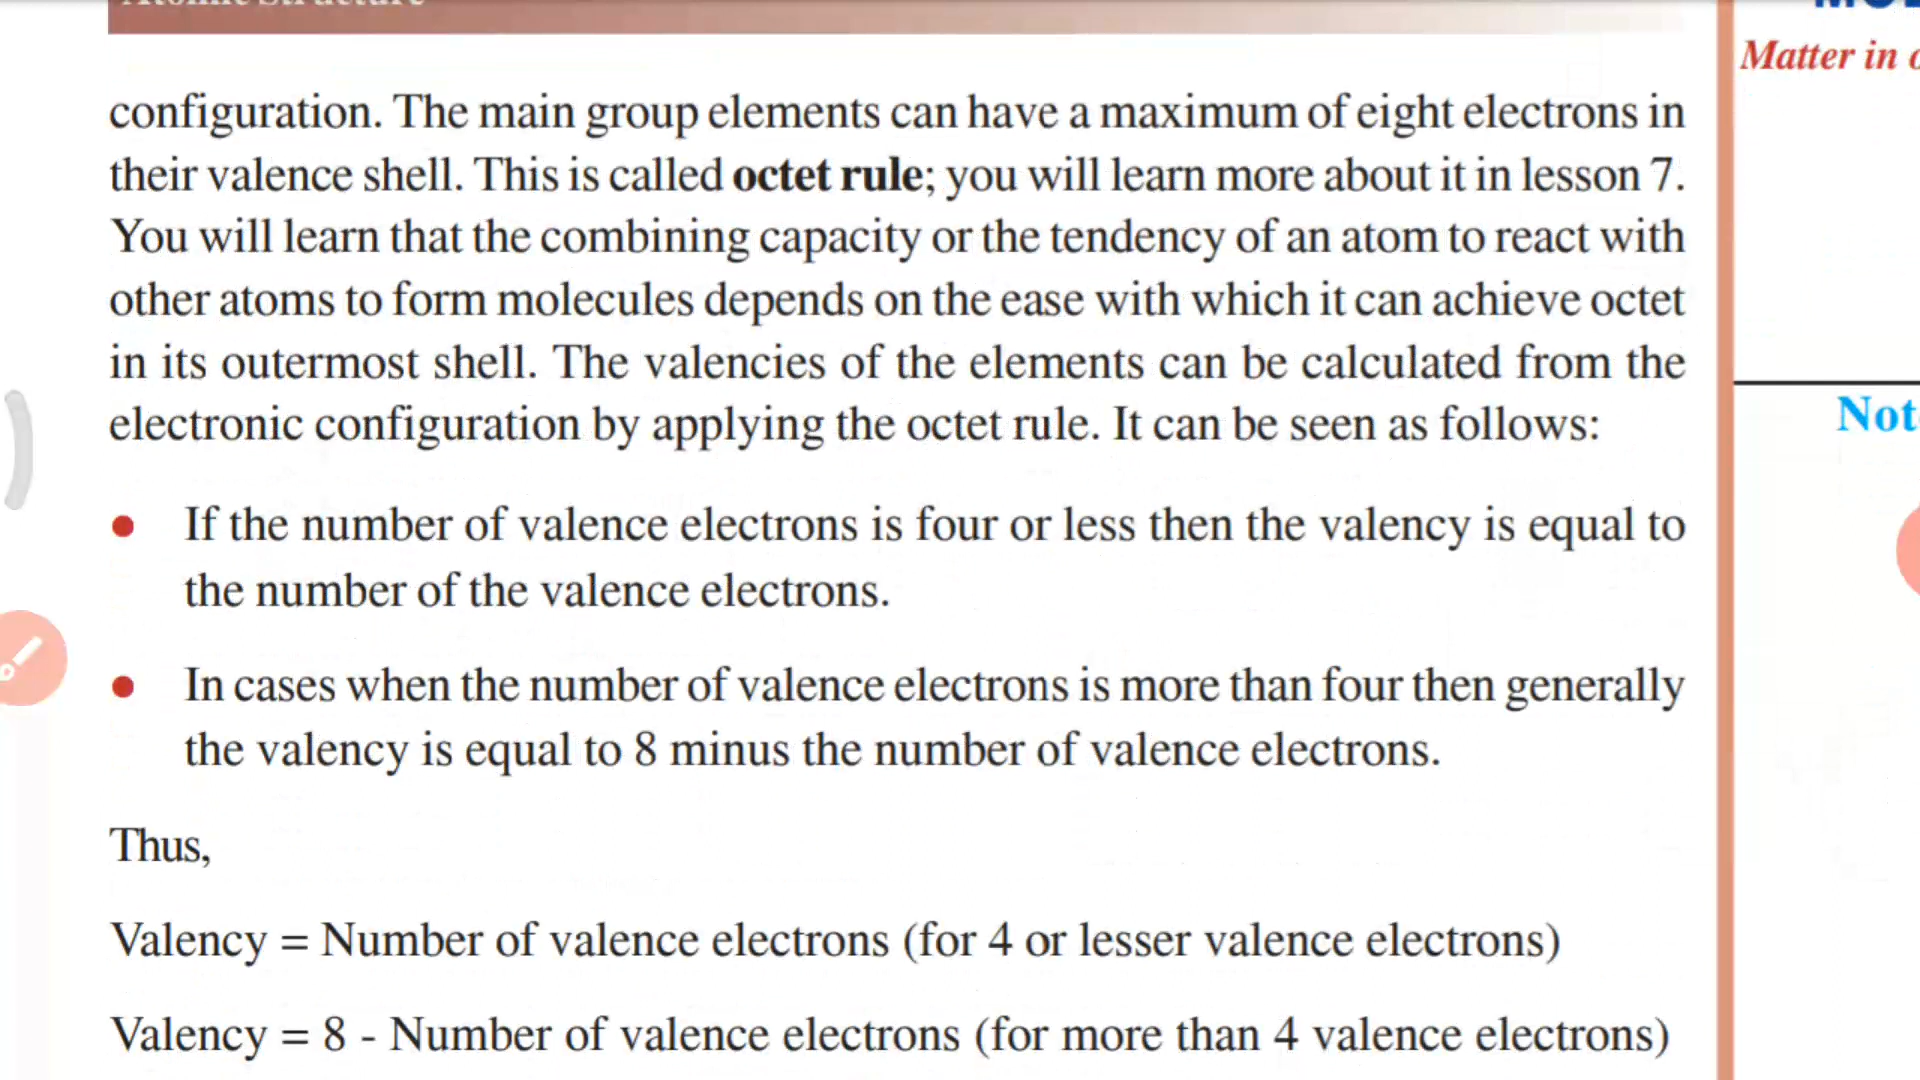 Atomic Structure
configuration. The main group elements can have a maximum of eight electrons in
their valence shell. This is called octet rule; you will learn more about it in lesson 7.
You will learn that the combining capacity or the tendency of an atom to react with
other atoms to form molecules depends on the ease with which it can achieve octet
in its outermost shell. The valencies of the elements can be calculated from the
electronic configuration by applying the octet rule. It can be seen as follows:
● If the number of valence electrons is four or less then the valency is equal to
the number of the valence electrons.
● In cases when the number of valence electrons is more than four then generally
the valency is equal to 8 minus the number of valence electrons.
Thus,
Valency = Number of valence electrons (for 4 or lesser valence electrons)
Valency = 8 - Number of valence electrons (for more than 4 valence electrons)
Matter in
Not